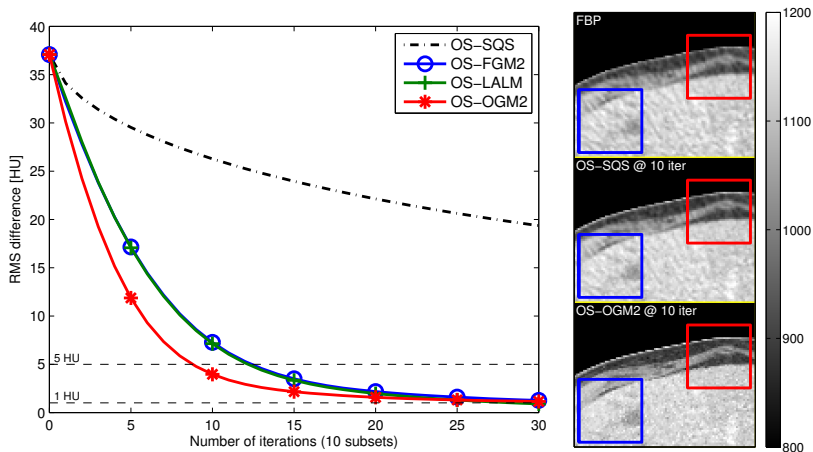 40
35
30
25
20
15
10
5
0
RMS difference [HU]
OS−SQS
OS−FGM2
OS−LALM
OS−OGM2
5 HU
1 HU
0 5 10 15 20 25 30
Number of iterations (10 subsets)
FBP
OS−SQS @ 10 iter
OS−OGM2 @ 10 iter
1200
1100
1000
900
800